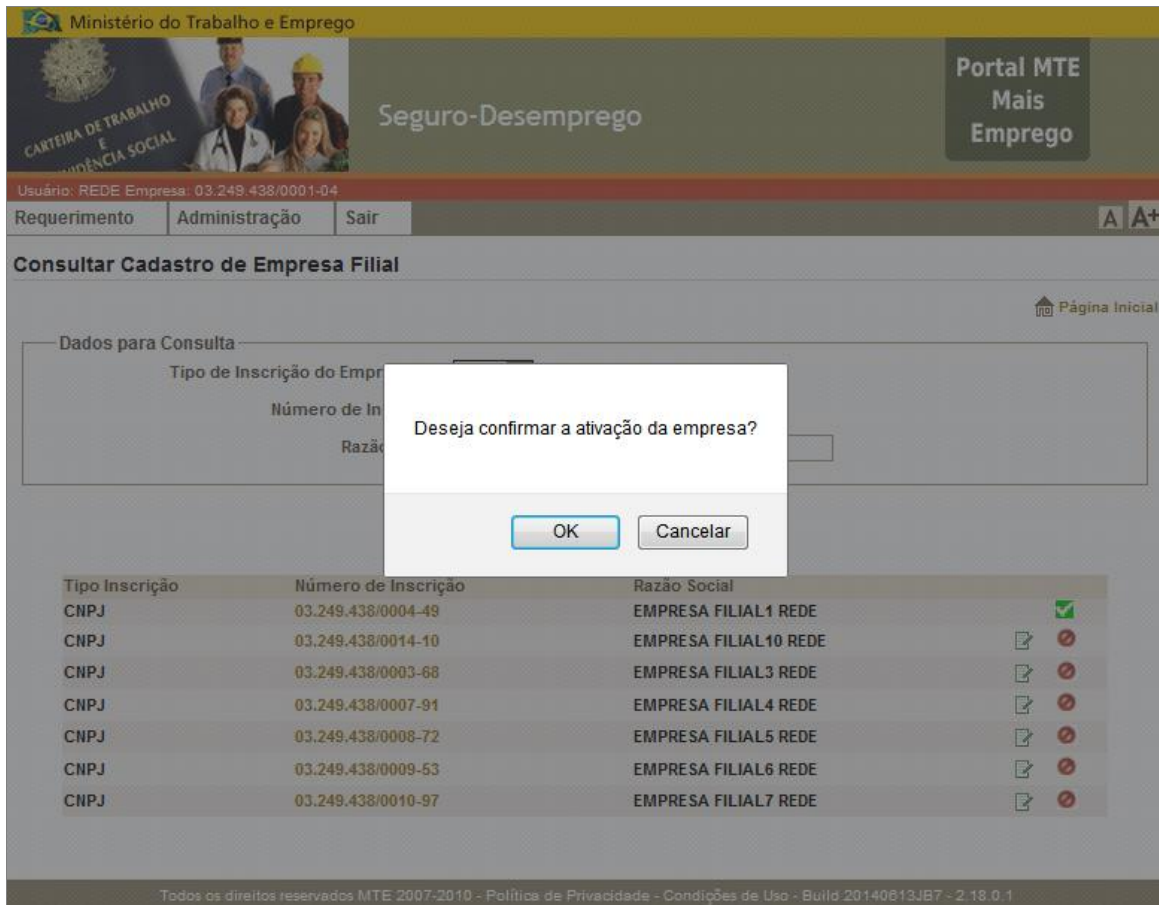 Ministério do Trabalho e Emprego
CARTEIRA DE TRABALHO
E
SOCIAL
Seguro-Desemprego
Portal MTE
Mais
Emprego
Usuário: REDE Empresa: 03.249.438/0001-04
Requerimento Administração Sair A A+
Consultar Cadastro de Empresa Filial
Página Inicial
Dados para Consulta
Tipo de Inscrição do Empr
Número de In
Razão
Deseja confirmar a ativação da empresa?
OK Cancelar
Tipo Inscrição Número de Inscrição Razão Social
CNPJ 03.249.438/0004-49 EMPRESA FILIAL1 REDE
CNPJ 03.249.438/0014-10 EMPRESA FILIAL10 REDE
CNPJ 03.249.438/0003-68 EMPRESA FILIAL3 REDE
CNPJ 03.249.438/0007-91 EMPRESA FILIAL4 REDE
CNPJ 03.249.438/0008-72 EMPRESA FILIAL5 REDE
CNPJ 03.249.438/0009-53 EMPRESA FILIAL6 REDE
CNPJ 03.249.438/0010-97 EMPRESA FILIAL7 REDE
Todos os direitos reservados MTE 2007-2010 - Política de Privacidade - Condições de Uso - Build 20140613JB7 - 2.18.0.1